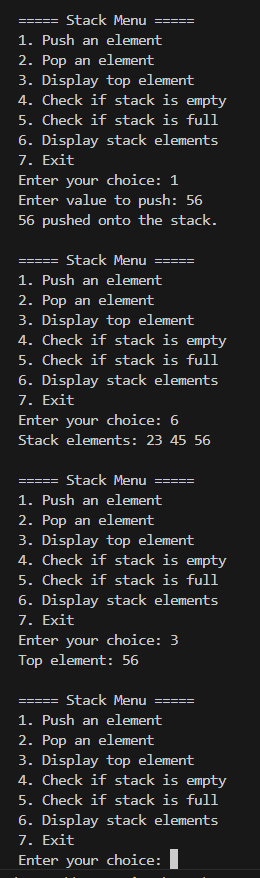 ===== Stack Menu =====
1. Push an element
2. Pop an element
3. Display top element
4. Check if stack is empty
5. Check if stack is full
6. Display stack elements
7. Exit
Enter your choice: 1
Enter value to push: 56
56 pushed onto the stack.

===== Stack Menu =====
1. Push an element
2. Pop an element
3. Display top element
4. Check if stack is empty
5. Check if stack is full
6. Display stack elements
7. Exit
Enter your choice: 6
Stack elements: 23 45 56

===== Stack Menu =====
1. Push an element
2. Pop an element
3. Display top element
4. Check if stack is empty
5. Check if stack is full
6. Display stack elements
7. Exit
Enter your choice: 3
Top element: 56

===== Stack Menu =====
1. Push an element
2. Pop an element
3. Display top element
4. Check if stack is empty
5. Check if stack is full
6. Display stack elements
7. Exit
Enter your choice: